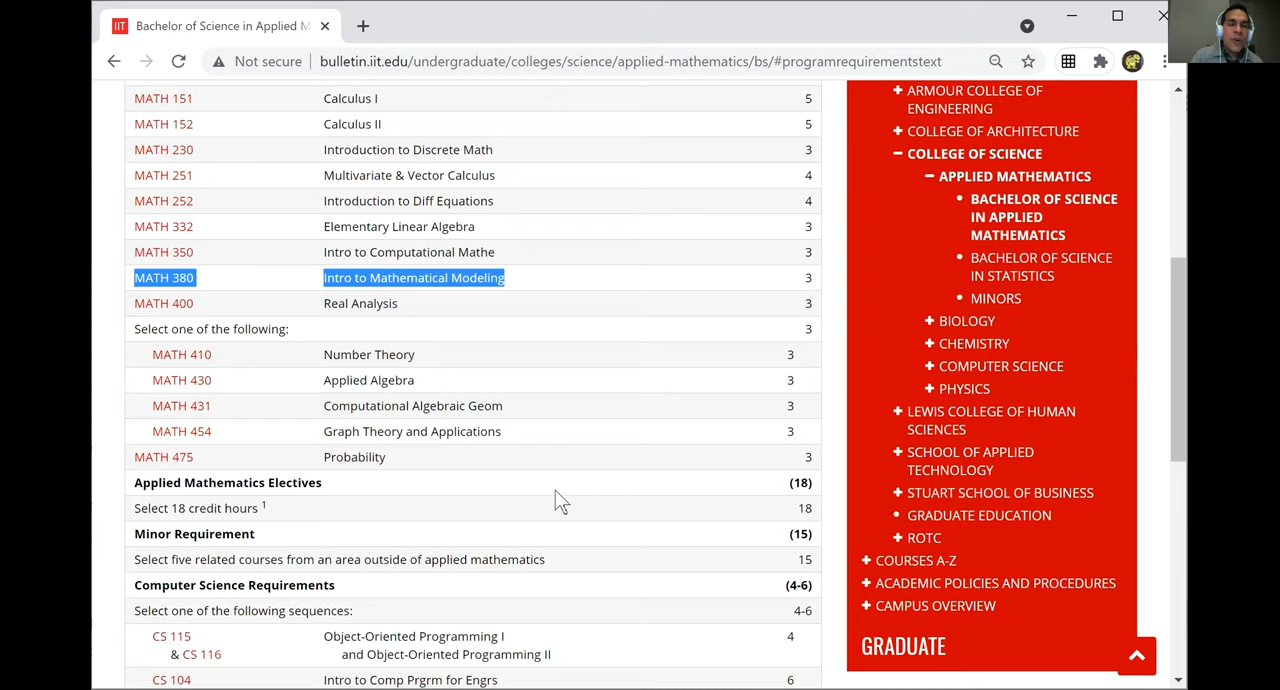 IIT Bachelor of Science in Applied M
Not secure | bulletin.iit.edu/undergraduate/colleges/science/applied-mathematics/bs/#programrequirementstext
MATH 151 Calculus I 5
MATH 152 Calculus II 5
MATH 230 Introduction to Discrete Math 3
MATH 251 Multivariate & Vector Calculus 4
MATH 252 Introduction to Diff Equations 4
MATH 332 Elementary Linear Algebra 3
MATH 350 Intro to Computational Mathe 3
MATH 380 Intro to Mathematical Modeling 3
MATH 400 Real Analysis 3
Select one of the following: 3
MATH 410 Number Theory 3
MATH 430 Applied Algebra 3
MATH 431 Computational Algebraic Geom 3
MATH 454 Graph Theory and Applications 3
MATH 475 Probability 3
Applied Mathematics Electives (18)
Select 18 credit hours 1 18
Minor Requirement (15)
Select five related courses from an area outside of applied mathematics 15
Computer Science Requirements (4-6)
Select one of the following sequences: 4-6
CS 115 Object-Oriented Programming I 4
& CS 116 and Object-Oriented Programming II
CS 104 Intro to Comp Prgrm for Engrs 6
+ ARMOUR COLLEGE OF
ENGINEERING
+ COLLEGE OF ARCHITECTURE
− COLLEGE OF SCIENCE
− APPLIED MATHEMATICS
• BACHELOR OF SCIENCE
IN APPLIED
MATHEMATICS
• BACHELOR OF SCIENCE
IN STATISTICS
• MINORS
+ BIOLOGY
+ CHEMISTRY
+ COMPUTER SCIENCE
+ PHYSICS
+ LEWIS COLLEGE OF HUMAN
SCIENCES
+ SCHOOL OF APPLIED
TECHNOLOGY
+ STUART SCHOOL OF BUSINESS
• GRADUATE EDUCATION
+ ROTC
+ COURSES A-Z
+ ACADEMIC POLICIES AND PROCEDURES
+ CAMPUS OVERVIEW
GRADUATE